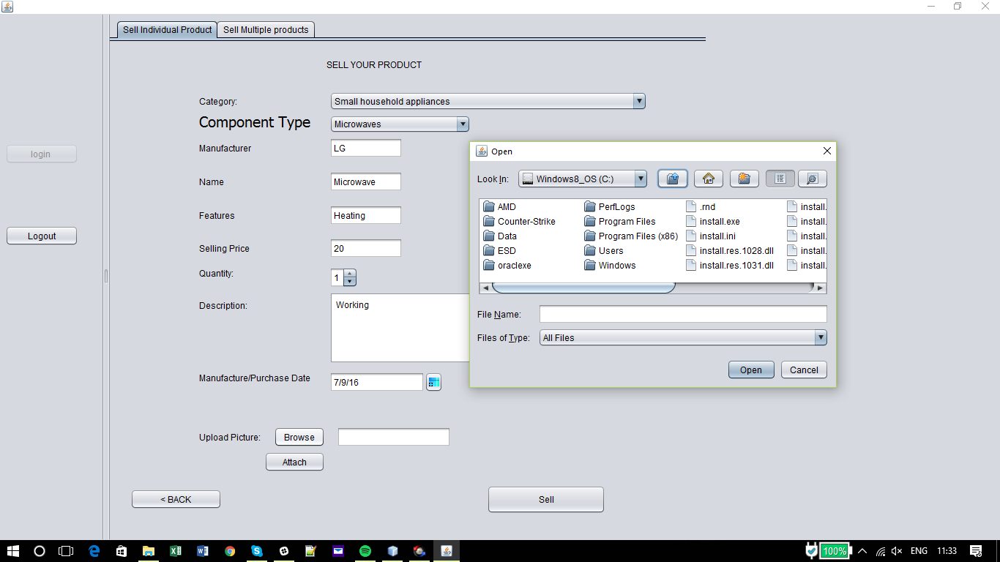 Sell Individual Product Sell Multiple products
SELL YOUR PRODUCT
Category: Small household appliances
Component Type Microwaves
Manufacturer LG
login
Name Microwave
Features Heating
Logout
Selling Price 20
Quantity: 1
Description: Working
Manufacture/Purchase Date 7/9/16
Upload Picture: Browse
Attach
< BACK
Sell
Open
Look In: Windows8_OS (C:)
AMD PerfLogs .rnd install.
Counter-Strike Program Files install.exe install.
Data Program Files (x86) install.ini install.
ESD Users install.res.1028.dll install.
oraclexe Windows install.res.1031.dll install.
File Name:
Files of Type: All Files
Open Cancel
100% ENG 11:33